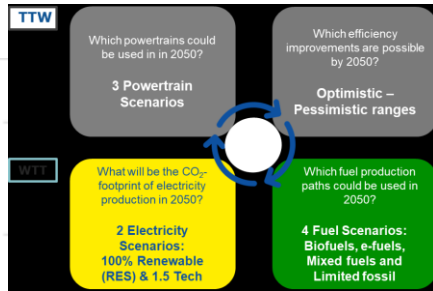 TTW
Which powertrains could
be used in in 2050?
3 Powertrain
Scenarios
Which efficiency
improvements are possible
by 2050?
Optimistic –
Pessimistic ranges
WTT
What will be the CO₂-
footprint of electricity
production in 2050?
2 Electricity
Scenarios:
100% Renewable
(RES) & 1.5 Tech
Which fuel production
paths could be used in
2050?
4 Fuel Scenarios:
Biofuels, e-fuels,
Mixed fuels and
Limited fossil